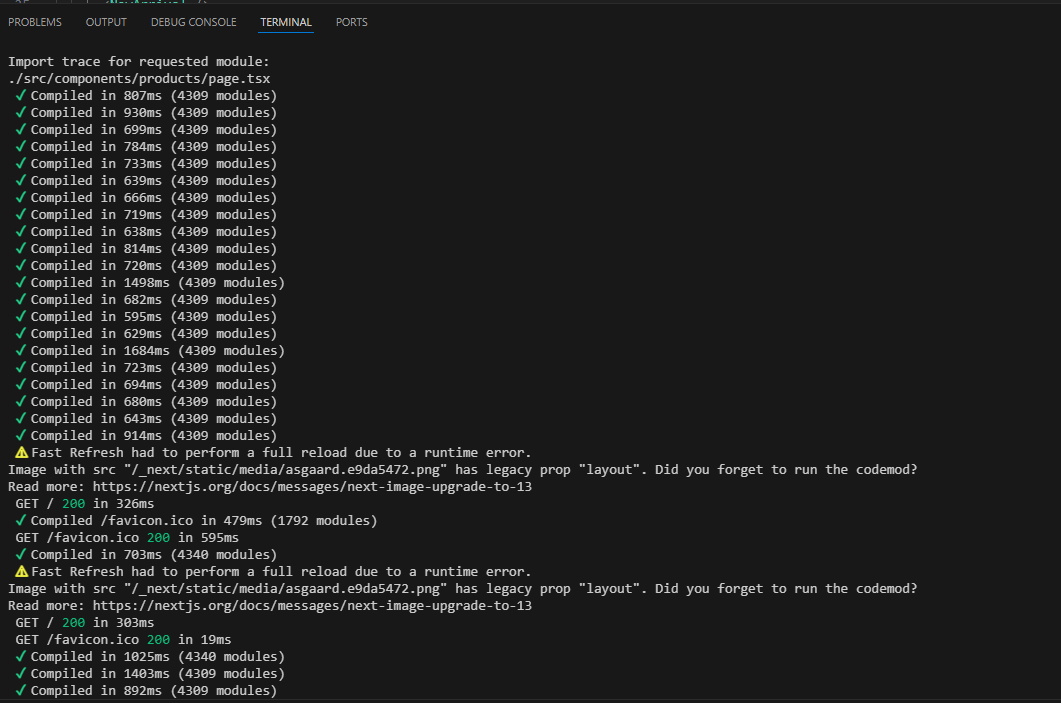 PROBLEMS OUTPUT DEBUG CONSOLE TERMINAL PORTS
Import trace for requested module:
./src/components/products/page.tsx
✓ Compiled in 807ms (4309 modules)
✓ Compiled in 930ms (4309 modules)
✓ Compiled in 699ms (4309 modules)
✓ Compiled in 784ms (4309 modules)
✓ Compiled in 733ms (4309 modules)
✓ Compiled in 639ms (4309 modules)
✓ Compiled in 666ms (4309 modules)
✓ Compiled in 719ms (4309 modules)
✓ Compiled in 638ms (4309 modules)
✓ Compiled in 814ms (4309 modules)
✓ Compiled in 720ms (4309 modules)
✓ Compiled in 1498ms (4309 modules)
✓ Compiled in 682ms (4309 modules)
✓ Compiled in 595ms (4309 modules)
✓ Compiled in 629ms (4309 modules)
✓ Compiled in 1684ms (4309 modules)
✓ Compiled in 723ms (4309 modules)
✓ Compiled in 694ms (4309 modules)
✓ Compiled in 680ms (4309 modules)
✓ Compiled in 643ms (4309 modules)
✓ Compiled in 914ms (4309 modules)
⚠ Fast Refresh had to perform a full reload due to a runtime error.
Image with src "/_next/static/media/asgaard.e9da5472.png" has legacy prop "layout". Did you forget to run the codemod?
Read more: https://nextjs.org/docs/messages/next-image-upgrade-to-13
GET / 200 in 326ms
✓ Compiled /favicon.ico in 479ms (1792 modules)
GET /favicon.ico 200 in 595ms
✓ Compiled in 703ms (4340 modules)
⚠ Fast Refresh had to perform a full reload due to a runtime error.
Image with src "/_next/static/media/asgaard.e9da5472.png" has legacy prop "layout". Did you forget to run the codemod?
Read more: https://nextjs.org/docs/messages/next-image-upgrade-to-13
GET / 200 in 303ms
GET /favicon.ico 200 in 19ms
✓ Compiled in 1025ms (4340 modules)
✓ Compiled in 1403ms (4309 modules)
✓ Compiled in 892ms (4309 modules)